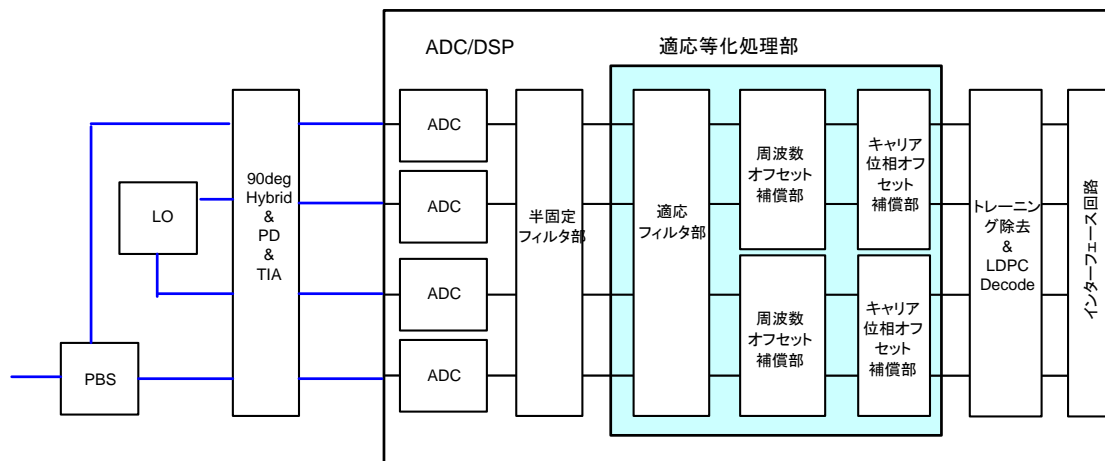 ADC/DSP
適応等化処理部
PBS
LO
90deg
Hybrid
&
PD
&
TIA
ADC
ADC
ADC
ADC
半固定
フィルタ部
適応
フィルタ部
周波数
オフセット
補償部
周波数
オフセット
補償部
キャリア
位相オフ
セット
補償部
キャリア
位相オフ
セット
補償部
トレーニン
グ除去
&
LDPC
Decode
インターフェース回路